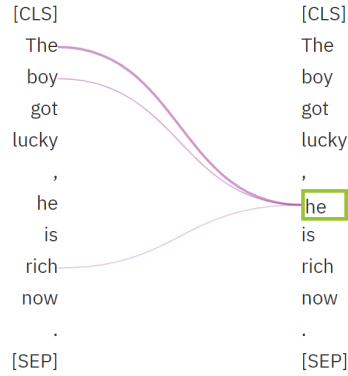 [CLS] [CLS]
The The
boy boy
got got
lucky lucky
, ,
he he
is is
rich rich
now now
. .
[SEP] [SEP]